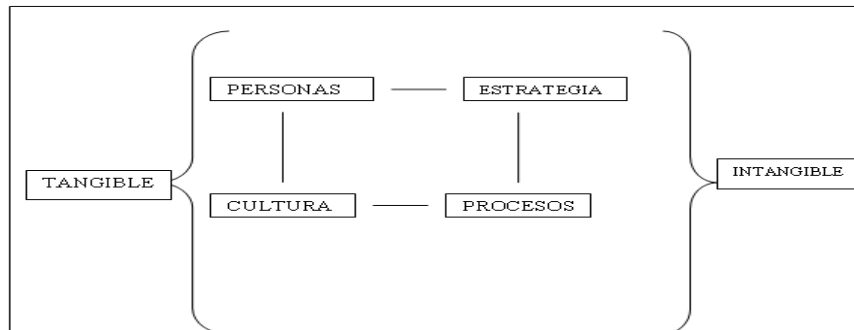 PERSONAS
ESTRATEGIA
TANGIBLE
INTANGIBLE
CULTURA
PROCESOS